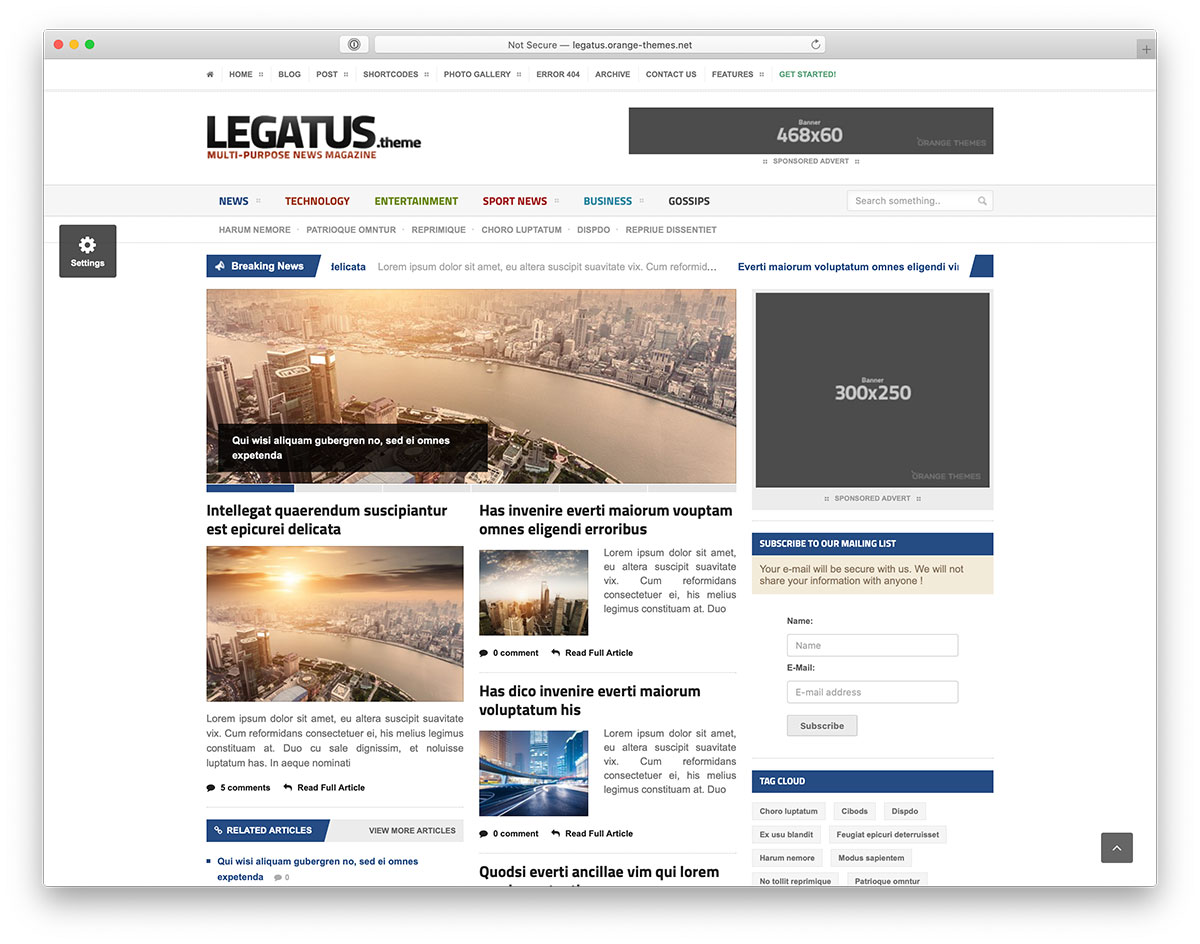 Not Secure — legatus.orange-themes.net
HOME BLOG POST SHORTCODES PHOTO GALLERY ERROR 404 ARCHIVE CONTACT US FEATURES GET STARTED!
LEGATUS.theme
MULTI-PURPOSE NEWS MAGAZINE
Banner
468x60
ORANGE THEMES
SPONSORED ADVERT
NEWS TECHNOLOGY ENTERTAINMENT SPORT NEWS BUSINESS GOSSIPS
Search something..
HARUM NEMORE · PATRIOQUE OMNTUR · REPRIMIQUE · CHORO LUPTATUM · DISPDO · REPRIUE DISSENTIET
Settings
Breaking News
delicata Lorem ipsum dolor sit amet, eu altera suscipit suavitate vix. Cum reformid... Everti maiorum voluptatum omnes eligendi vi
Qui wisi aliquam gubergren no, sed ei omnes
expetenda
Banner
300x250
ORANGE THEMES
SPONSORED ADVERT
Intellegat quaerendum suscipiantur
est epicurei delicata
Lorem ipsum dolor sit amet, eu altera suscipit suavitate
vix. Cum reformidans consectetuer ei, his melius legimus
constituam at. Duo cu sale dignissim, et noluisse
luptatum has. In aeque nominati
5 comments Read Full Article
RELATED ARTICLES VIEW MORE ARTICLES
Qui wisi aliquam gubergren no, sed ei omnes
expetenda 0
Has invenire everti maiorum vouptam
omnes eligendi erroribus
Lorem ipsum dolor sit amet,
eu altera suscipit suavitate
vix. Cum reformidans
consectetuer ei, his melius
legimus constituam at. Duo
0 comment Read Full Article
Has dico invenire everti maiorum
voluptatum his
Lorem ipsum dolor sit amet,
eu altera suscipit suavitate
vix. Cum reformidans
consectetuer ei, his melius
legimus constituam at. Duo
0 comment Read Full Article
Quodsi everti ancillae vim qui lorem
SUBSCRIBE TO OUR MAILING LIST
Your e-mail will be secure with us. We will not
share your information with anyone !
Name:
Name
E-Mail:
E-mail address
Subscribe
TAG CLOUD
Choro luptatum Cibods Dispdo
Ex usu blandit Feugiat epicuri deterruisset
Harum nemore Modus sapientem
No tollit reprimique Patrioque omntur